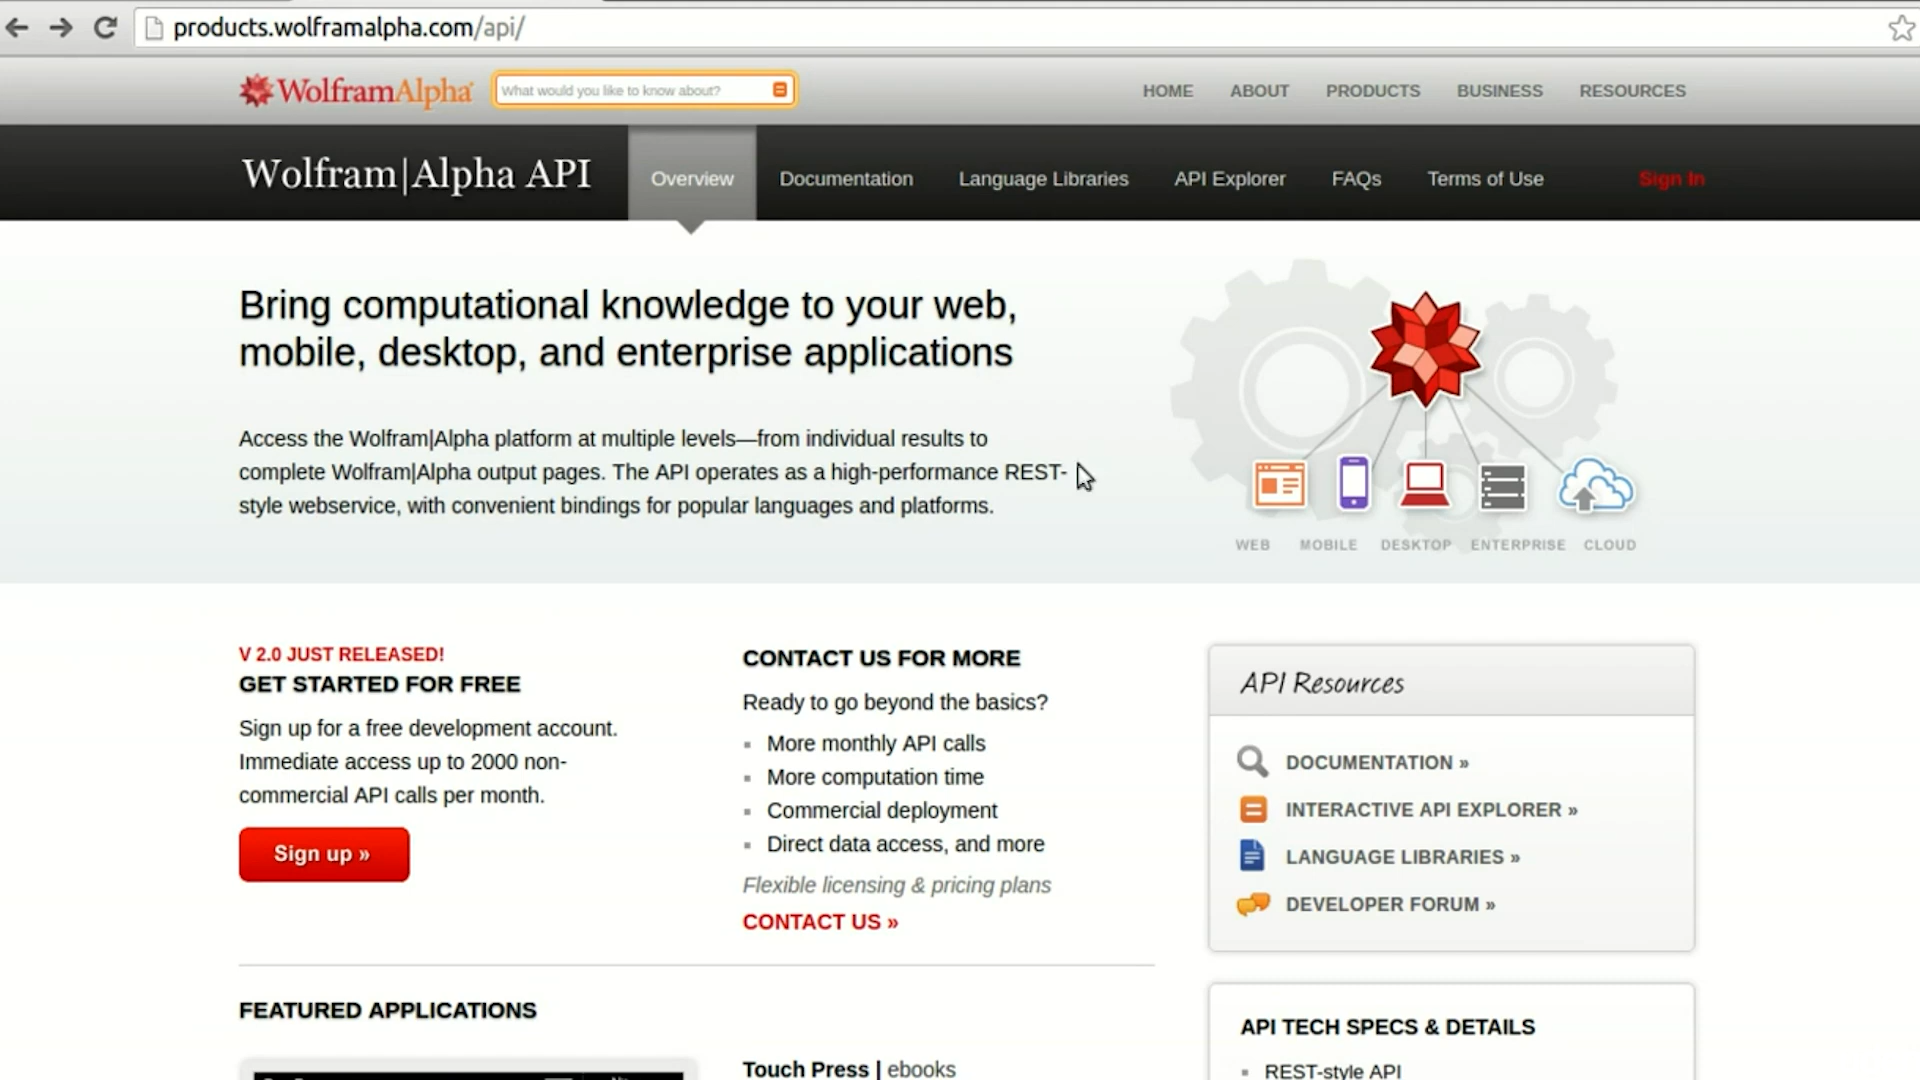 products.wolframalpha.com/api/
WolframAlpha
What would you like to know about?
HOME
ABOUT
PRODUCTS
BUSINESS
RESOURCES
Wolfram|Alpha API
Overview
Documentation
Language Libraries
API Explorer
FAQs
Terms of Use
Sign In
Bring computational knowledge to your web,
mobile, desktop, and enterprise applications
Access the Wolfram|Alpha platform at multiple levels—from individual results to
complete Wolfram|Alpha output pages. The API operates as a high-performance REST-
style webservice, with convenient bindings for popular languages and platforms.
WEB
MOBILE
DESKTOP
ENTERPRISE
CLOUD
V 2.0 JUST RELEASED!
GET STARTED FOR FREE
Sign up for a free development account.
Immediate access up to 2000 non-
commercial API calls per month.
Sign up »
CONTACT US FOR MORE
Ready to go beyond the basics?
More monthly API calls
More computation time
Commercial deployment
Direct data access, and more
Flexible licensing & pricing plans
CONTACT US »
API Resources
DOCUMENTATION »
INTERACTIVE API EXPLORER »
LANGUAGE LIBRARIES »
DEVELOPER FORUM »
FEATURED APPLICATIONS
Touch Press | ebooks
API TECH SPECS & DETAILS
REST-style API